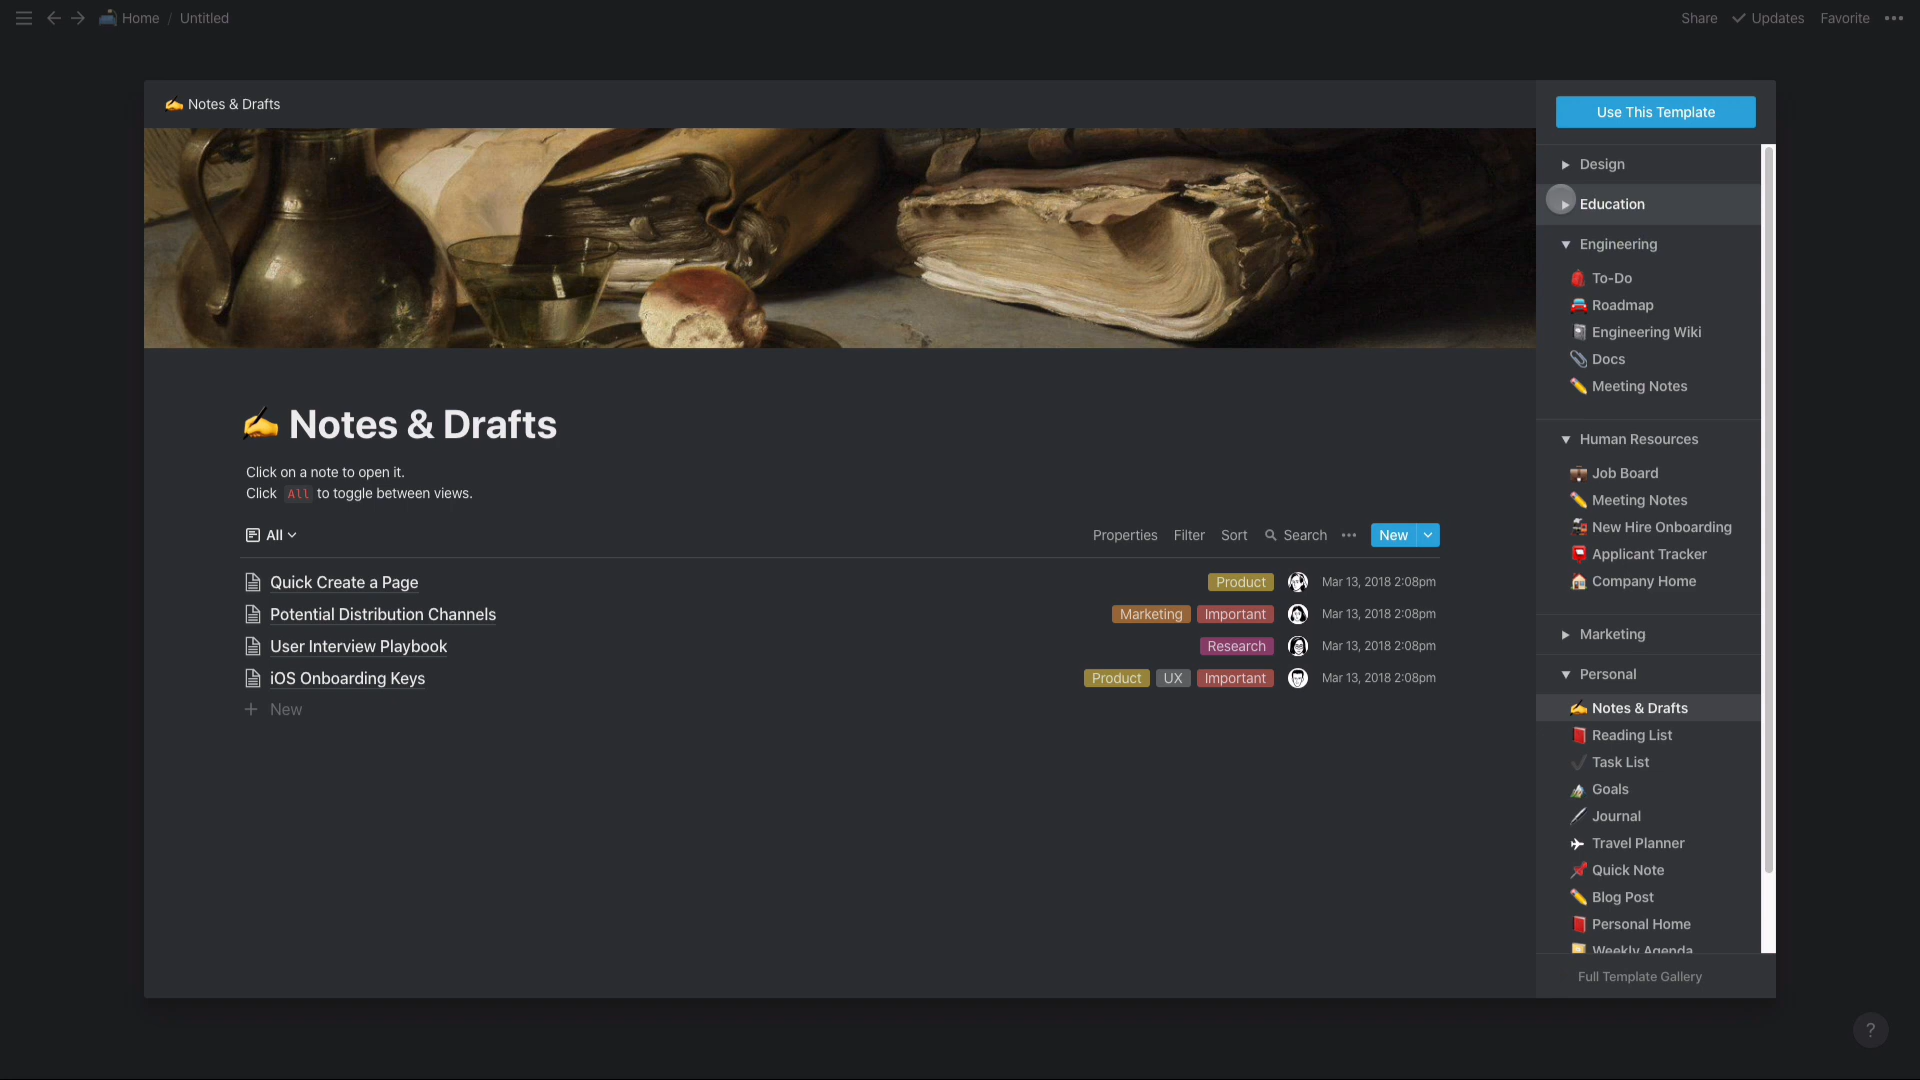 Home / Untitled
Share Updates Favorite
Notes & Drafts
Use This Template
Design
Education
Engineering
To-Do
Roadmap
Engineering Wiki
Docs
Meeting Notes
Human Resources
Job Board
Meeting Notes
New Hire Onboarding
Applicant Tracker
Company Home
Marketing
Personal
Notes & Drafts
Reading List
Task List
Goals
Journal
Travel Planner
Quick Note
Blog Post
Personal Home
Weekly Agenda
Full Template Gallery
Notes & Drafts
Click on a note to open it.
Click All to toggle between views.
All
Properties Filter Sort Search New
Quick Create a Page Product Mar 13, 2018 2:08pm
Potential Distribution Channels Marketing Important Mar 13, 2018 2:08pm
User Interview Playbook Research Mar 13, 2018 2:08pm
iOS Onboarding Keys Product UX Important Mar 13, 2018 2:08pm
New
?